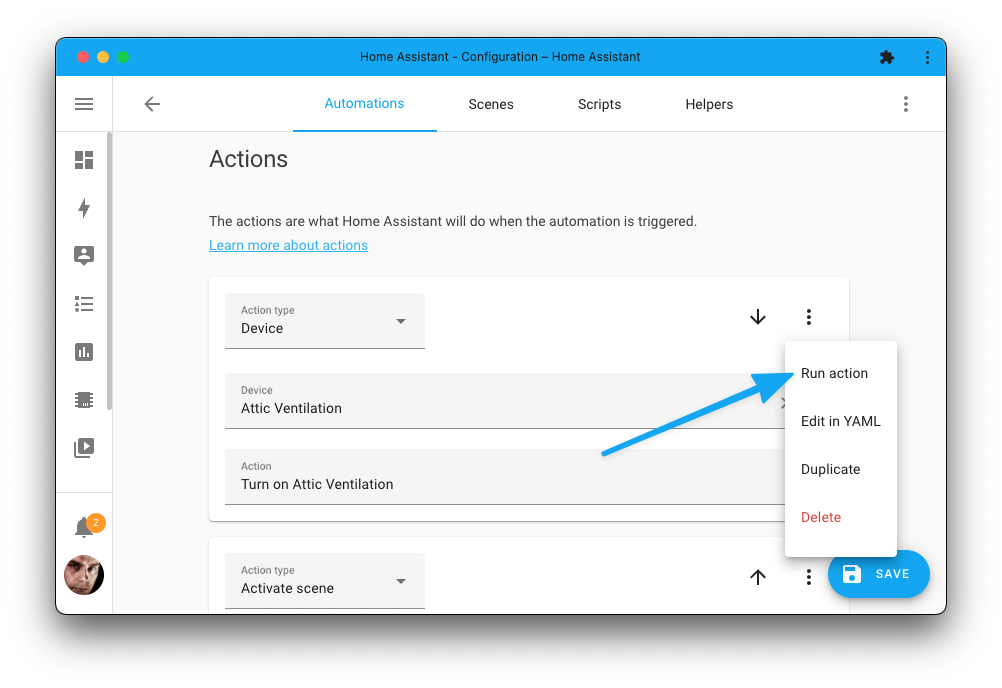 Home Assistant - Configuration – Home Assistant
Automations
Scenes
Scripts
Helpers
Actions
The actions are what Home Assistant will do when the automation is triggered.
Learn more about actions
Action type
Device
Run action
Device
Attic Ventilation
Edit in YAML
Action
Turn on Attic Ventilation
Duplicate
Delete
2
Action type
Activate scene
SAVE